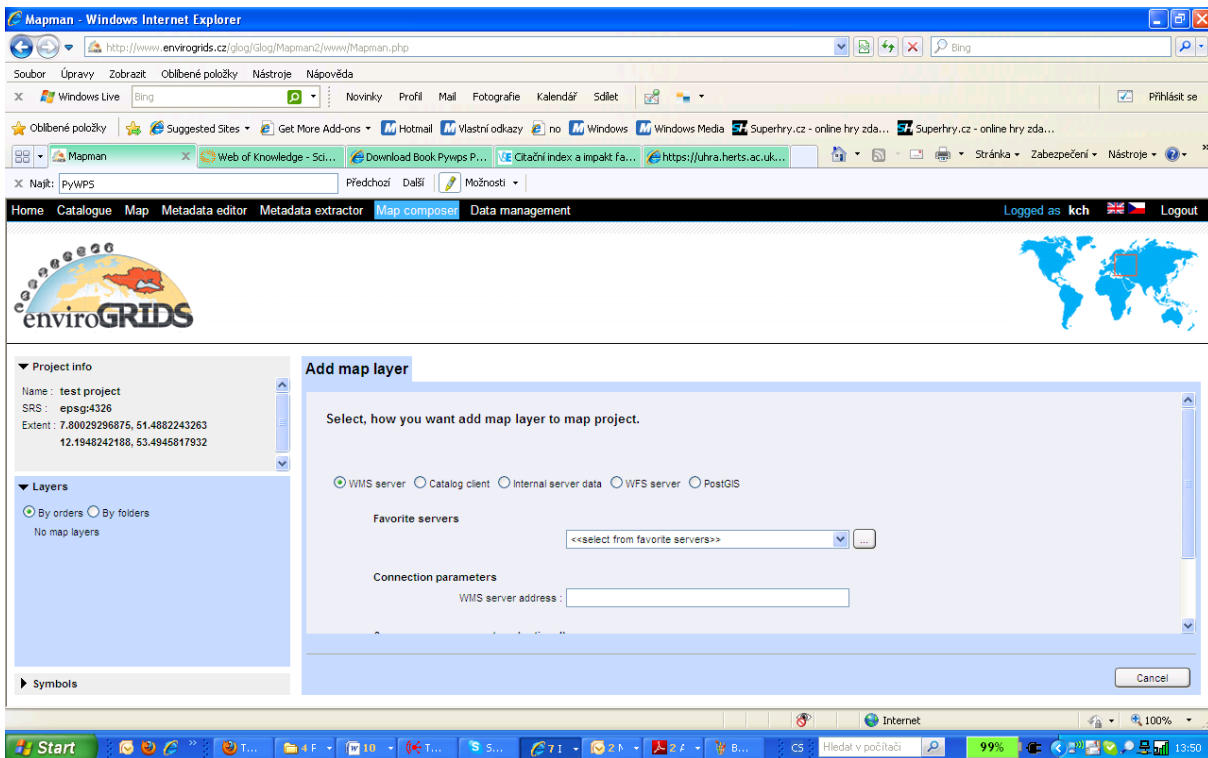 Mapman - Windows Internet Explorer
http://www.envirogrids.cz/glog/Glog/Mapman2/www/Mapman.php
Bing
Soubor Úpravy Zobrazit Oblíbené položky Nástroje Nápověda
X Windows Live Bing Novinky Profil Mail Fotografie Kalendář Sdílet Přihlásit se
Oblíbené položky Suggested Sites Get More Add-ons Hotmail Vlastní odkazy no Windows Windows Media Superhry.cz - online hry zda... Superhry.cz - online hry zda...
Mapman X Web of Knowledge - Sci... Download Book Pywps P... Citační index a impakt fa... https://uhra.herts.ac.uk... Stránka Zabezpečení Nástroje
X Najít: PyWPS Předchozí Další Možnosti
Home Catalogue Map Metadata editor Metadata extractor Map composer Data management Logged as kch Logout
enviroGRIDS
Project info
Name : test project
SRS : epsg:4326
Extent : 7.80029296875, 51.4882243263
12.1948242188, 53.4945817932
Layers
By orders By folders
No map layers
Symbols
Add map layer
Select, how you want add map layer to map project.
WMS server Catalog client Internal server data WFS server PostGIS
Favorite servers
<<select from favorite servers>> ...
Connection parameters
WMS server address :
Cancel
Internet 100%
Start T... 4 F 10 T... S... 7 I 2 N 2 A B... CS Hledat v počítači 99% 13:50